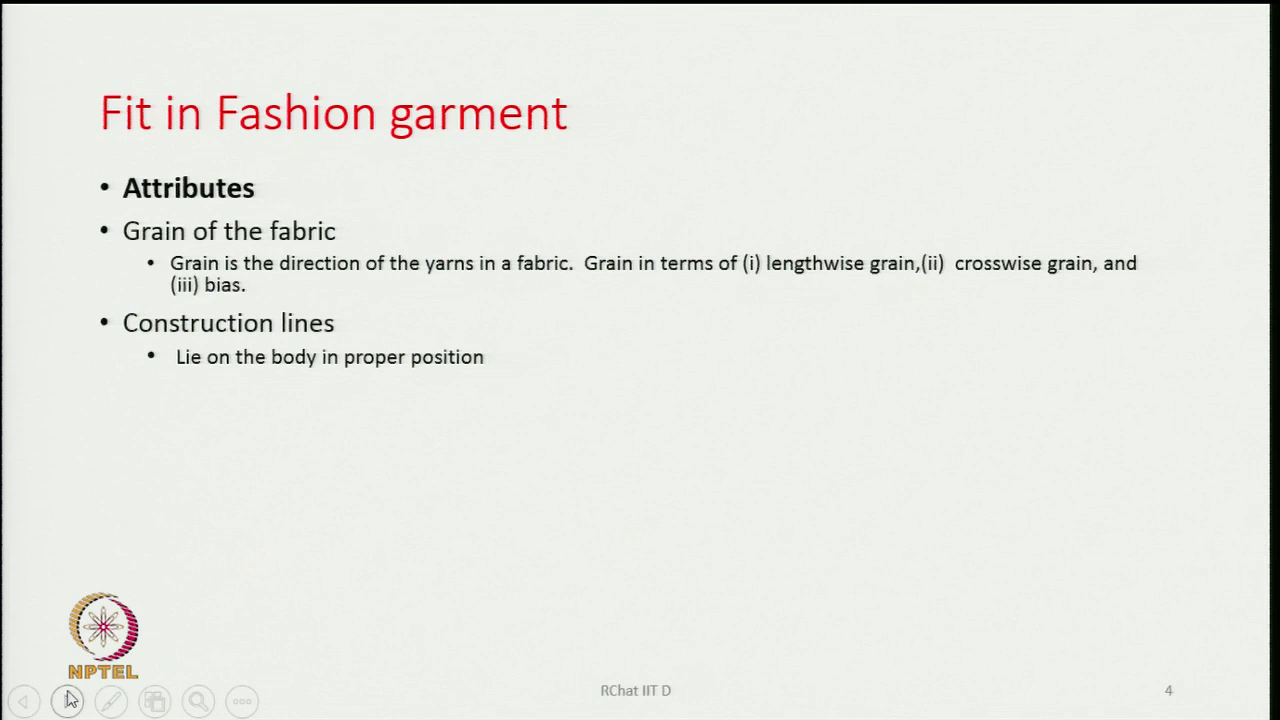 Fit in Fashion garment
• Attributes
• Grain of the fabric
• Grain is the direction of the yarns in a fabric.  Grain in terms of (i) lengthwise grain,(ii)  crosswise grain, and
(iii) bias.
• Construction lines
• Lie on the body in proper position
NPTEL
RChat IIT D
4